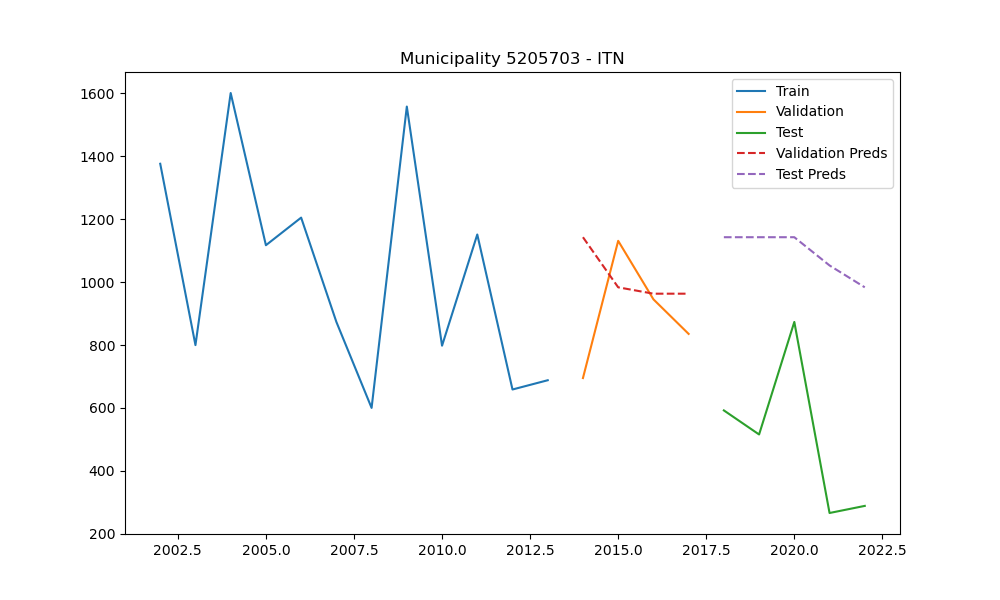 Municipality 5205703 - ITN
Train
Validation
Test
Validation Preds
Test Preds
1600
1400
1200
1000
800
600
400
200
2002.5 2005.0 2007.5 2010.0 2012.5 2015.0 2017.5 2020.0 2022.5